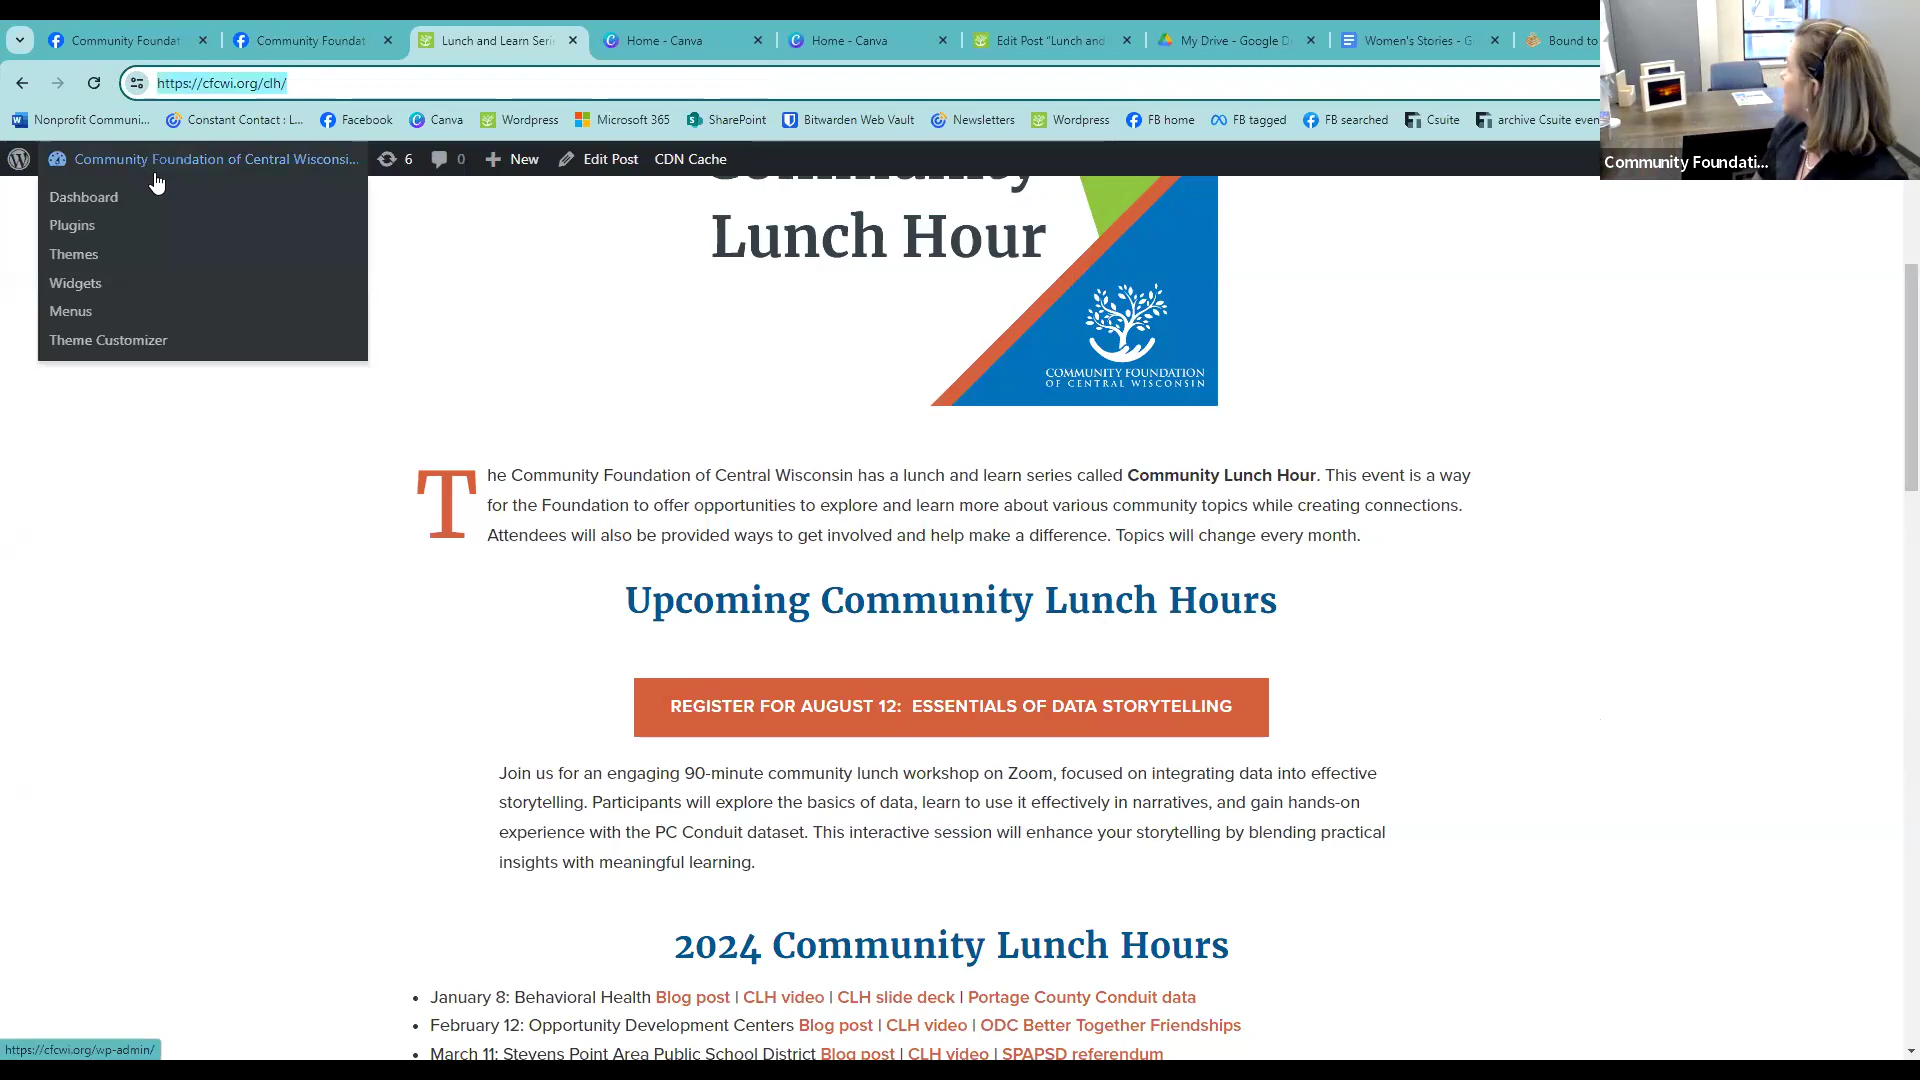 Community Foundat
Community Foundat
Lunch and Learn Seri
Home - Canva
Home - Canva
Edit Post "Lunch and
My Drive - Google D
Women's Stories - G
Bound to
https://cfcwi.org/clh/
Nonprofit Communi...
Constant Contact : L...
Facebook
Canva
Wordpress
Microsoft 365
SharePoint
Bitwarden Web Vault
Newsletters
Wordpress
FB home
FB tagged
FB searched
Csuite
archive Csuite even
Community Foundation of Central Wisconsi...
6
0
New
Edit Post
CDN Cache
Community Foundati...
Dashboard
Plugins
Themes
Widgets
Menus
Theme Customizer
Community
Lunch Hour
COMMUNITY FOUNDATION
OF CENTRAL WISCONSIN
The Community Foundation of Central Wisconsin has a lunch and learn series called Community Lunch Hour. This event is a way
for the Foundation to offer opportunities to explore and learn more about various community topics while creating connections.
Attendees will also be provided ways to get involved and help make a difference. Topics will change every month.
Upcoming Community Lunch Hours
REGISTER FOR AUGUST 12: ESSENTIALS OF DATA STORYTELLING
Join us for an engaging 90-minute community lunch workshop on Zoom, focused on integrating data into effective
storytelling. Participants will explore the basics of data, learn to use it effectively in narratives, and gain hands-on
experience with the PC Conduit dataset. This interactive session will enhance your storytelling by blending practical
insights with meaningful learning.
2024 Community Lunch Hours
• January 8: Behavioral Health Blog post | CLH video | CLH slide deck | Portage County Conduit data
• February 12: Opportunity Development Centers Blog post | CLH video | ODC Better Together Friendships
• March 11: Stevens Point Area Public School District Blog post | CLH video | SPAPSD referendum
https://cfcwi.org/wp-admin/